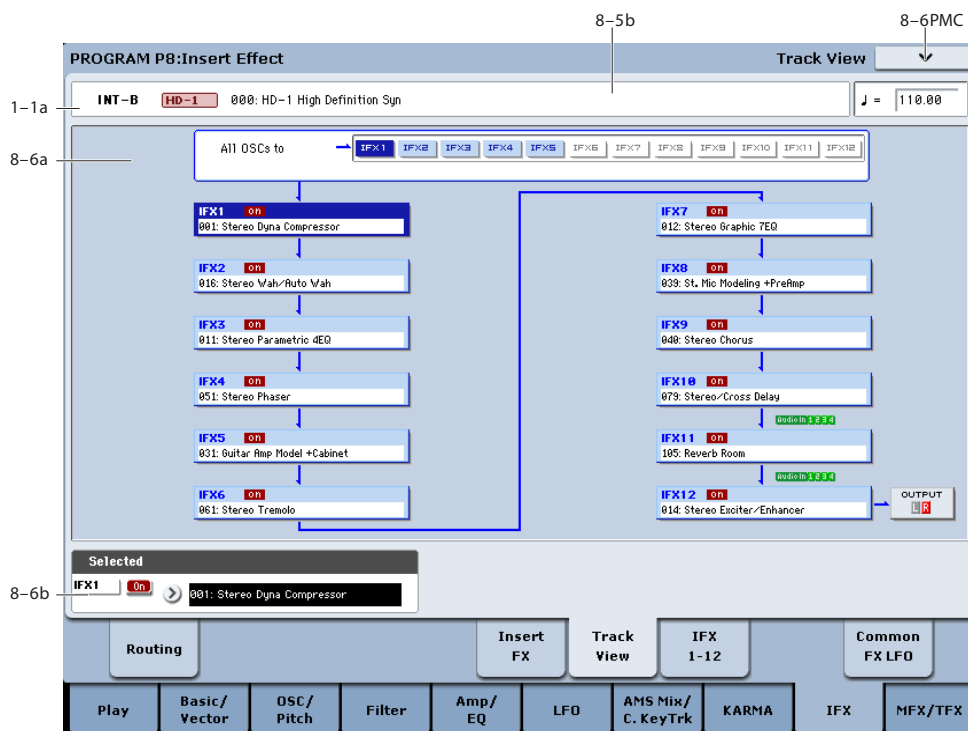 8–5b
8–6PMC
PROGRAM P8:Insert Effect
Track View
1–1a
INT-B
HD-1
000: HD-1 High Definition Syn
♩ =
110.00
8–6a
All OSCs to
IFX1
IFX2
IFX3
IFX4
IFX5
IFX6
IFX7
IFX8
IFX9
IFX10
IFX11
IFX12
IFX1 on
001: Stereo Dyna Compressor
IFX2 on
016: Stereo Wah/Auto Wah
IFX3 on
011: Stereo Parametric 4EQ
IFX4 on
051: Stereo Phaser
IFX5 on
031: Guitar Amp Model +Cabinet
IFX6 on
061: Stereo Tremolo
IFX7 on
012: Stereo Graphic 7EQ
IFX8 on
039: St. Mic Modeling +PreAmp
IFX9 on
040: Stereo Chorus
IFX10 on
079: Stereo/Cross Delay
Audio In 1 2 3 4
IFX11 on
105: Reverb Room
Audio In 1 2 3 4
IFX12 on
014: Stereo Exciter/Enhancer
OUTPUT
L R
Selected
8–6b
IFX1
On
001: Stereo Dyna Compressor
Routing
Insert
FX
Track
View
IFX
1-12
Common
FX LFO
Play
Basic/
Vector
OSC/
Pitch
Filter
Amp/
EQ
LFO
AMS Mix/
C. KeyTrk
KARMA
IFX
MFX/TFX